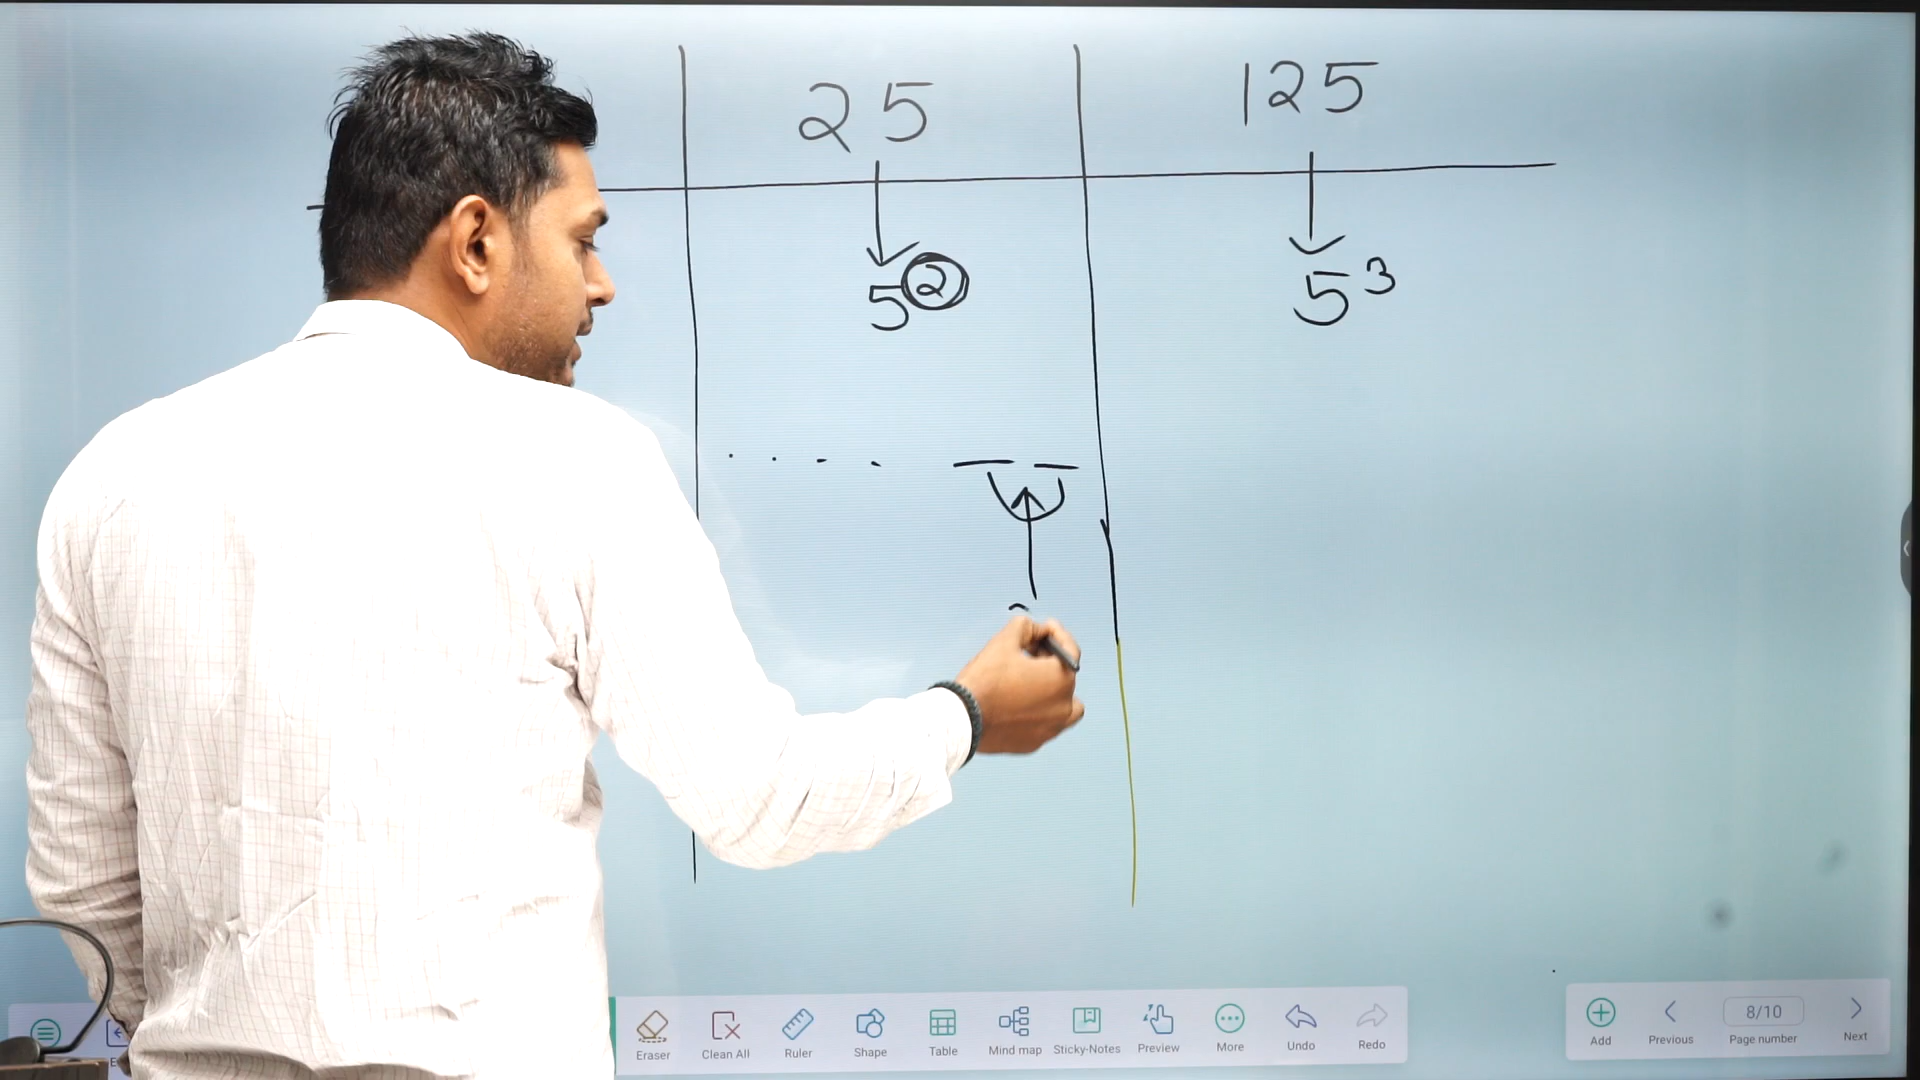 25
125
5²
5³
Eraser
Clean All
Ruler
Shape
Table
Mind map
Sticky-Notes
Preview
More
Undo
Redo
Add
Previous
8/10
Page number
Next